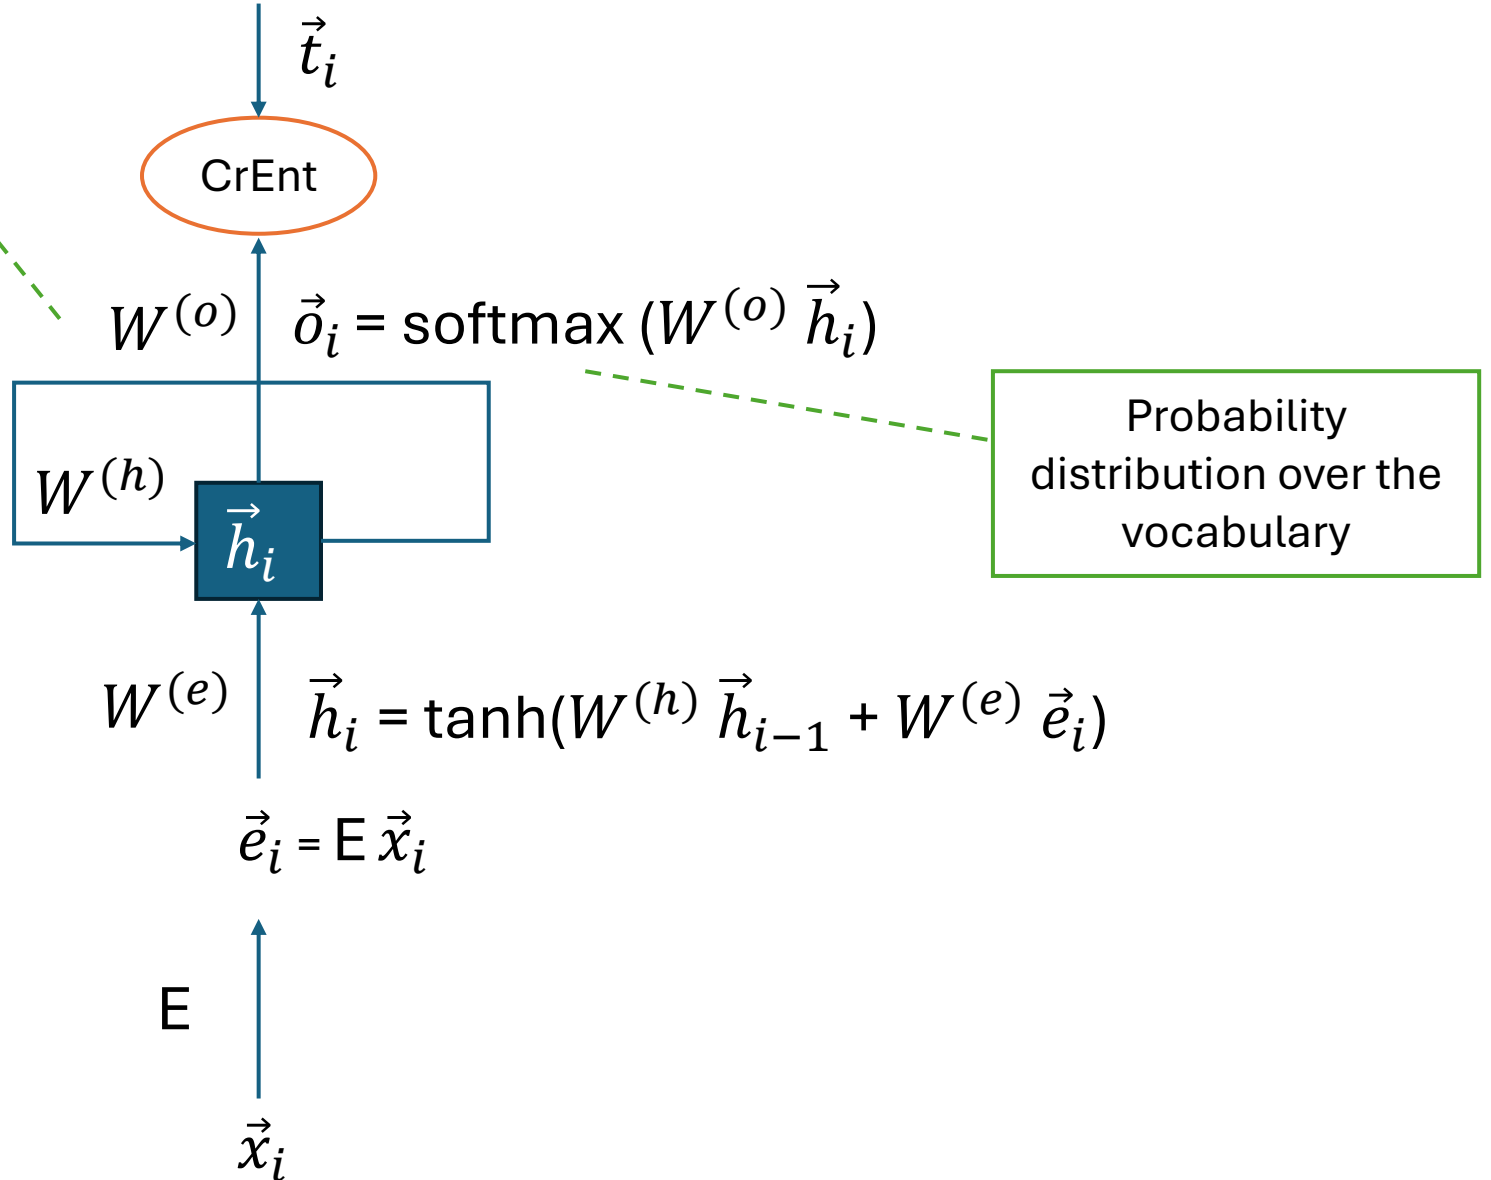 t⃗ᵢ
CrEnt
W⁽ᵒ⁾ o⃗ᵢ = softmax (W⁽ᵒ⁾ h⃗ᵢ)
Probability
distribution over the
vocabulary
W⁽ʰ⁾
h⃗ᵢ
W⁽ᵉ⁾ h⃗ᵢ = tanh(W⁽ʰ⁾ h⃗ᵢ₋₁ + W⁽ᵉ⁾ e⃗ᵢ)
e⃗ᵢ = E x⃗ᵢ
E
x⃗ᵢ